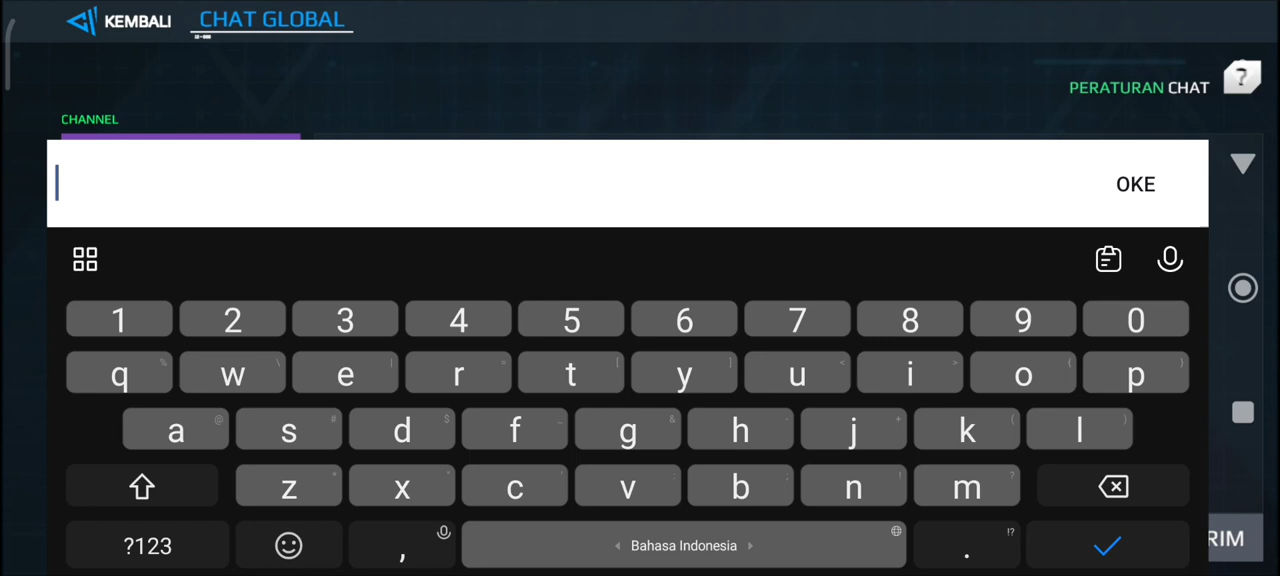 KEMBALI
CHAT GLOBAL
PERATURAN CHAT
?
CHANNEL
OKE
1 2 3 4 5 6 7 8 9 0
q w e r t y u i o p
a s d f g h j k l
z x c v b n m
?123 , Bahasa Indonesia . !?
RIM